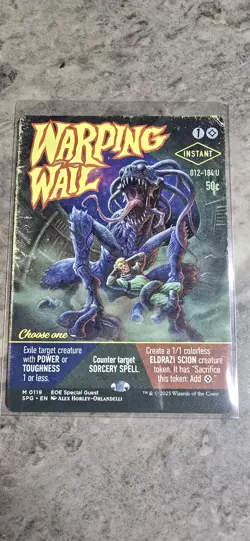 WARPING
WAIL
1
INSTANT
012-184 U
50¢
Choose one
Exile target creature
with POWER or
TOUGHNESS
1 or less.
Counter target
SORCERY SPELL.
Create a 1/1 colorless
ELDRAZI SCION creature
token. It has “Sacrifice
this token: Add .”
M 0119 EOE Special Guest
SPG • EN ALEX HORLEY-ORLANDELLI
™ & © 2025 Wizards of the Coast